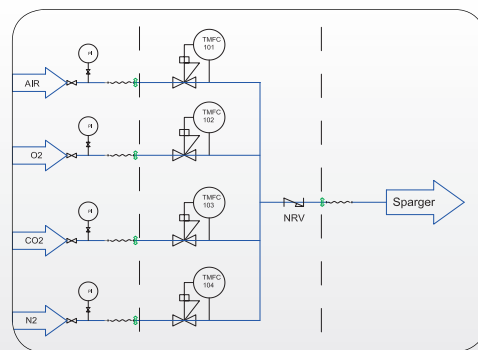 PI
TMFC
101
AIR
PI
TMFC
102
O2
PI
TMFC
103
Sparger
NRV
CO2
PI
TMFC
104
N2